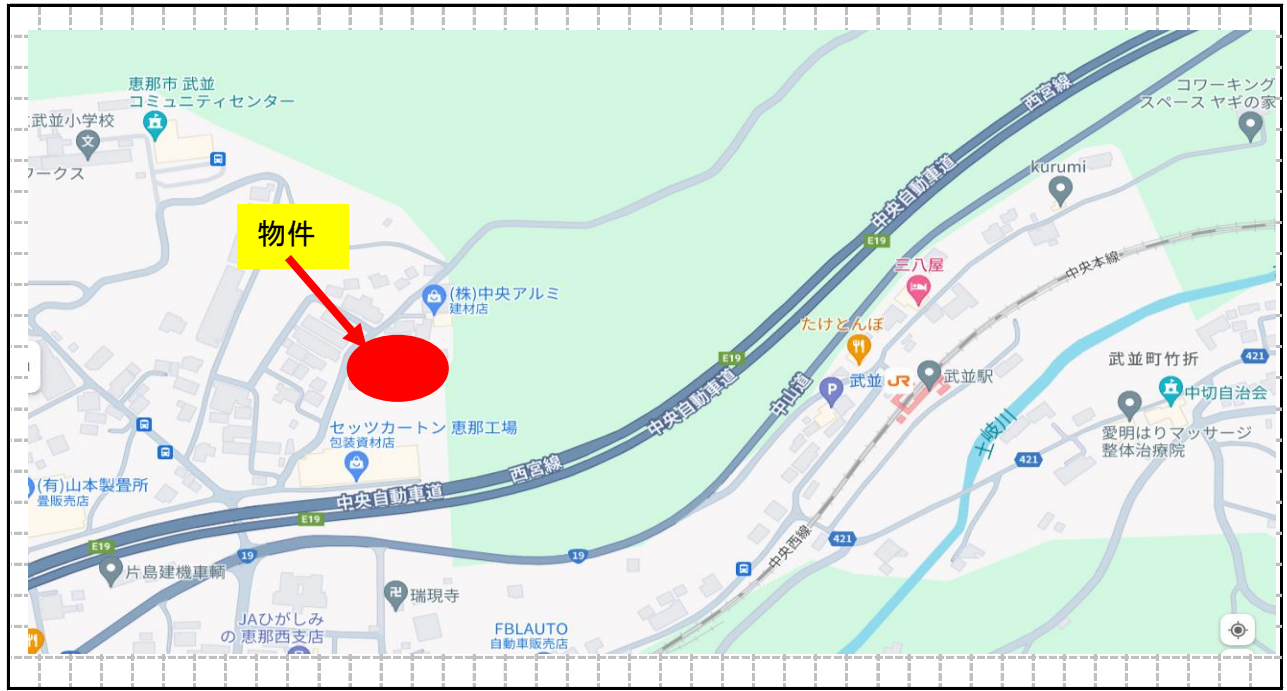 恵那市 武並
コミュニティセンター
武並小学校
ワークス
物件
(株)中央アルミ
建材店
セッツカートン 恵那工場
包装資材店
(有)山本製畳所
畳販売店
E19
片島建機車輌
19
JAひがしみ
の 恵那西支店
瑞現寺
FBLAUTO
自動車販売店
E19
中央自動車道
西宮線
19
中央自動車道
E19
中山道
西宮線
中央自動車道
E19
コワーキング
スペース ヤギの家
kurumi
三八屋
たけとんぼ
P
武並
JR
武並駅
中央本線
中央西線
土岐川
421
421
421
武並町竹折
中切自治会
愛明はりマッサージ
整体治療院
文